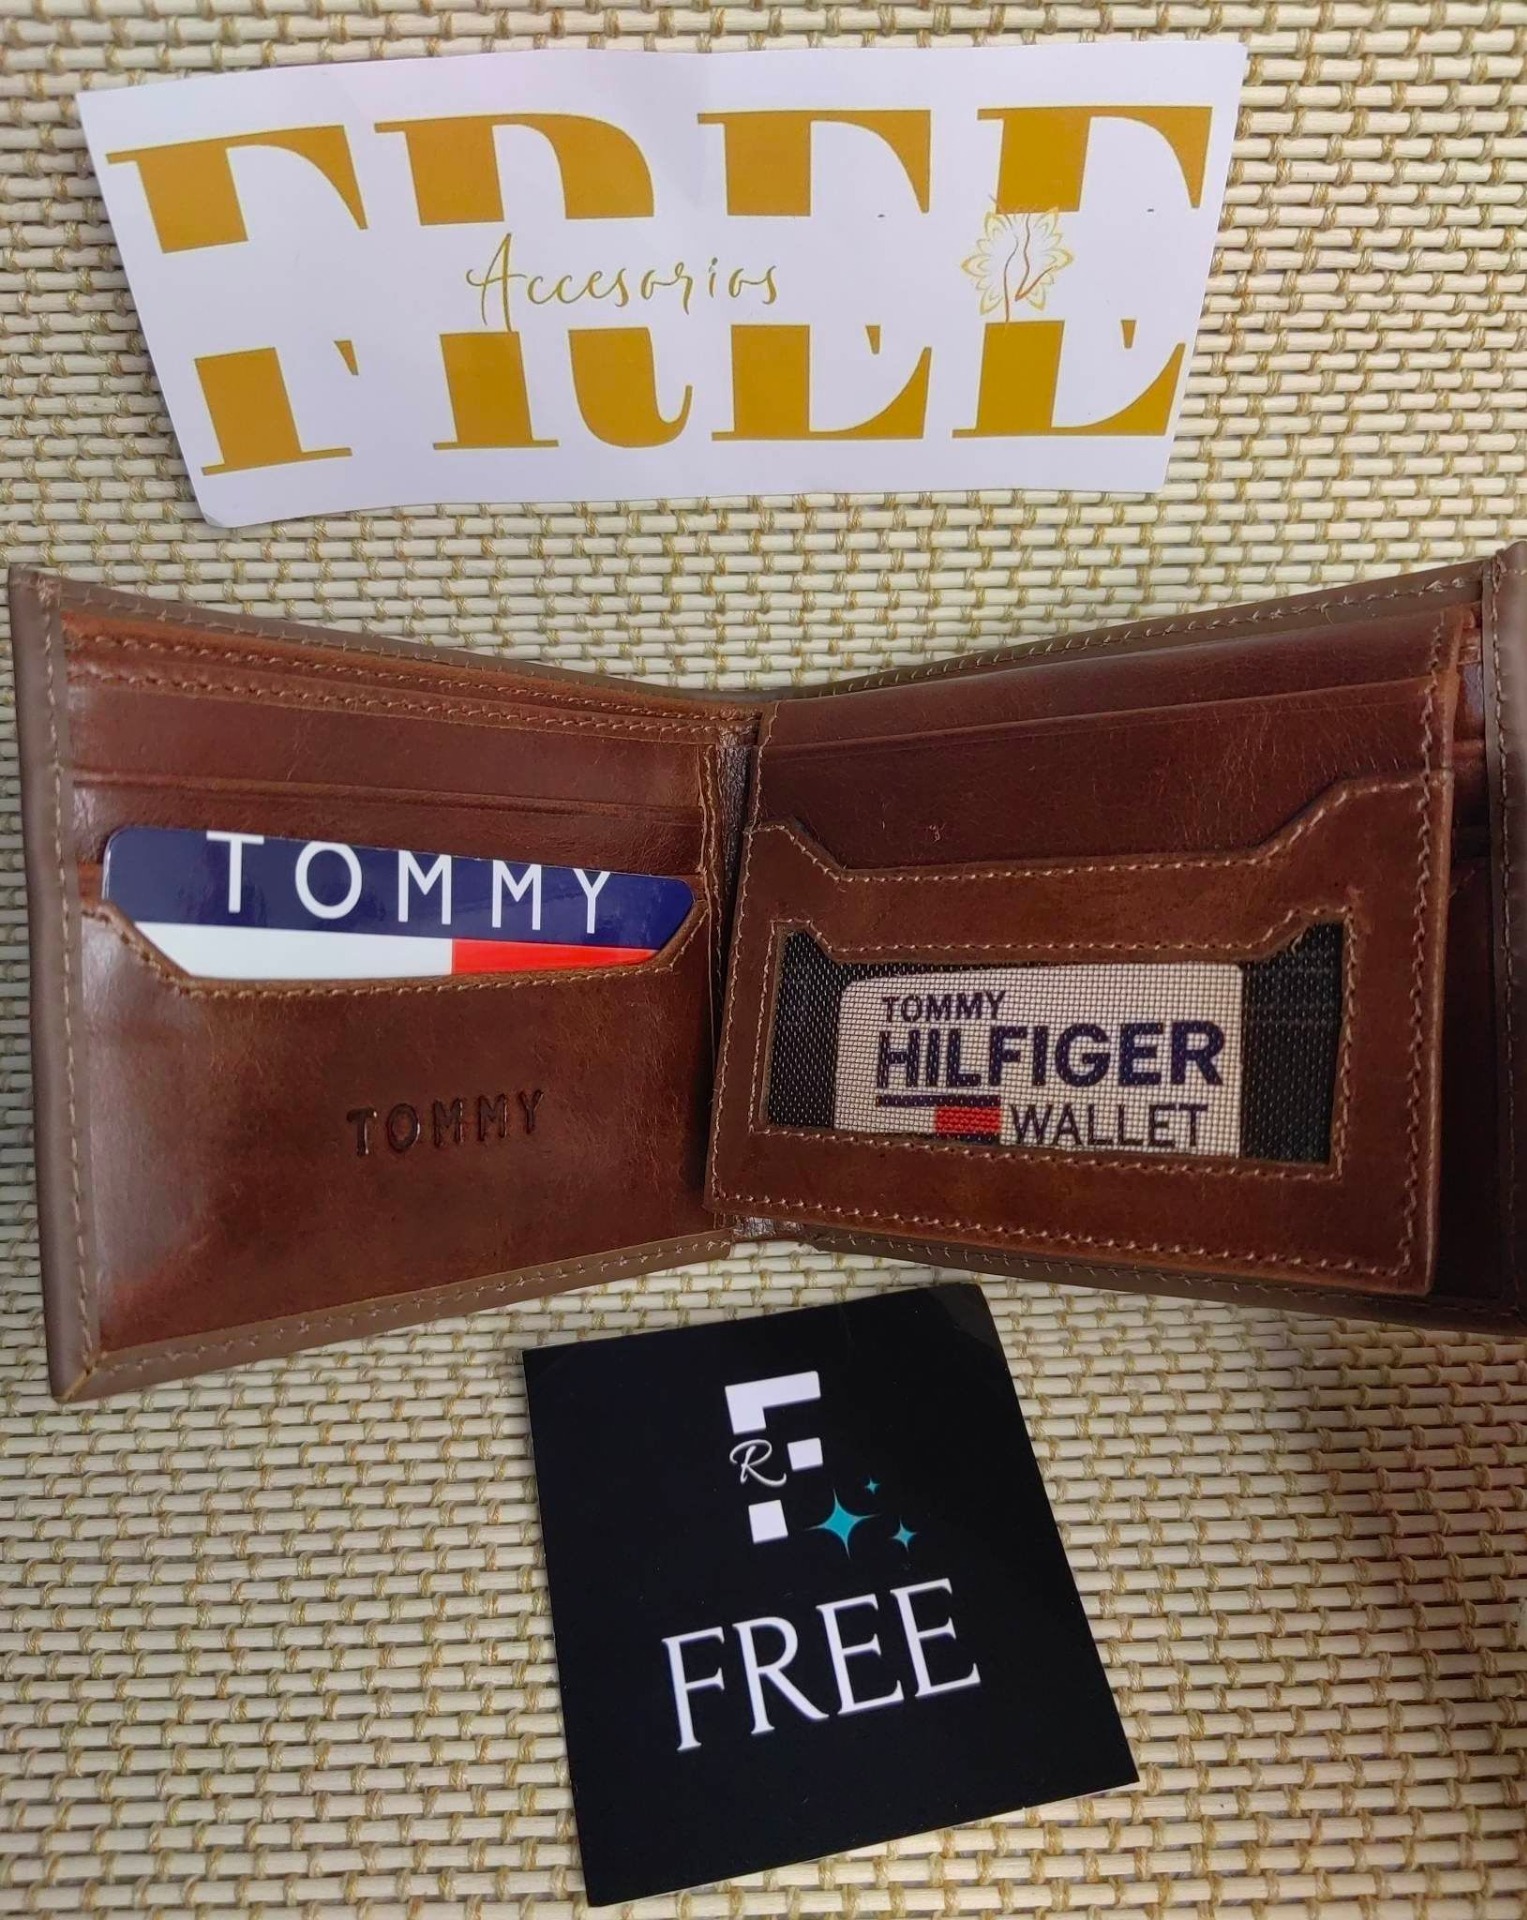 FREE
Accesorios
TOMMY
TOMMY
TOMMY
HILFIGER
WALLET
R
FREE